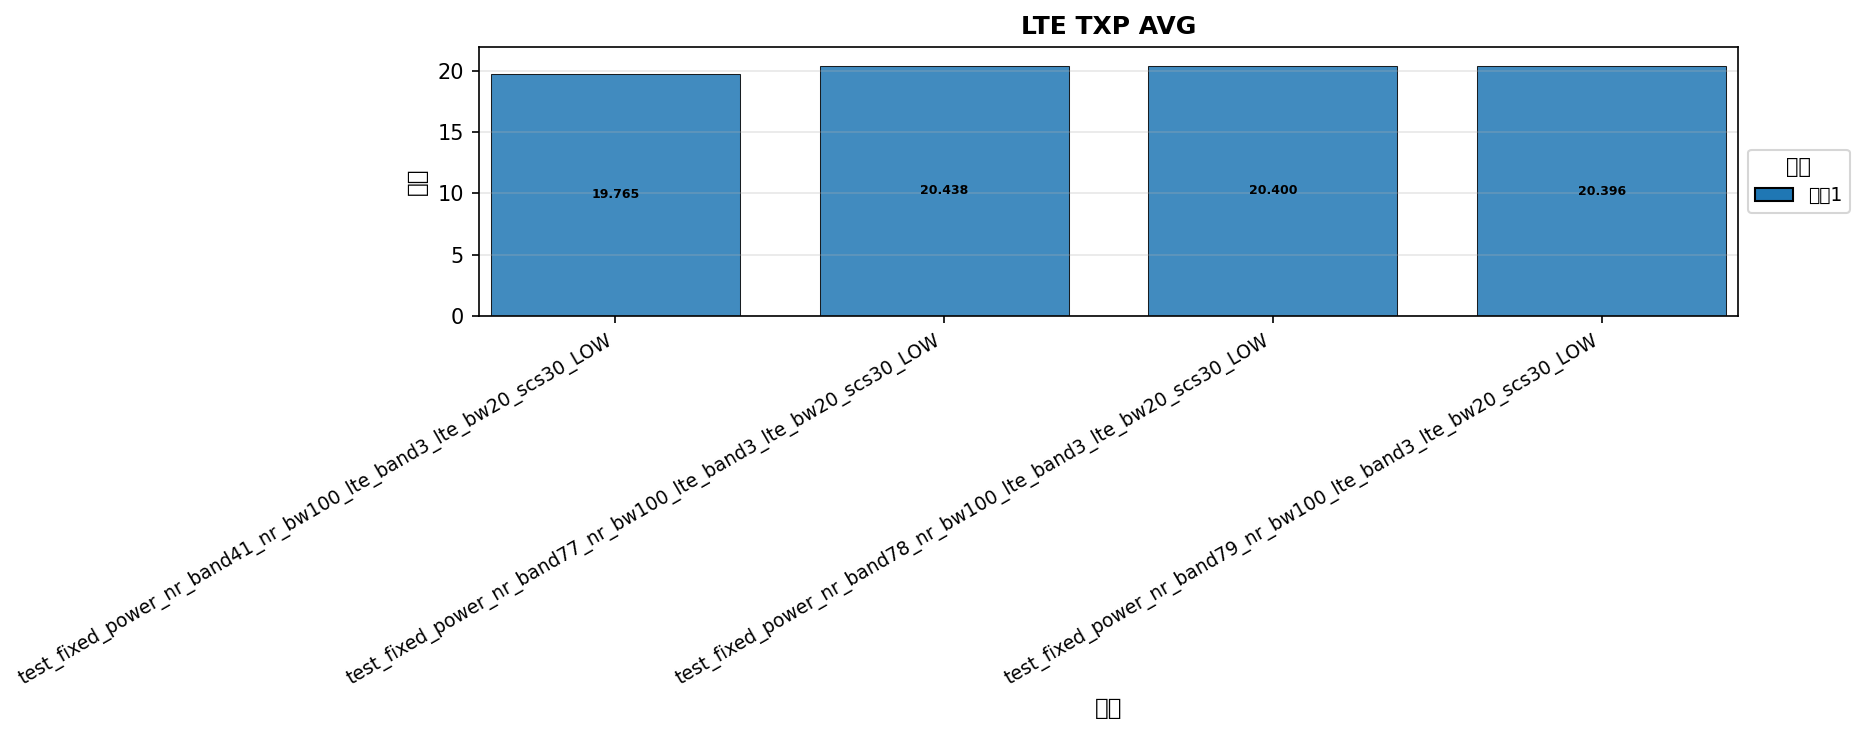 LTE TXP AVG
20
15
10
5
0
19.765
20.438
20.400
20.396
1
test_fixed_power_nr_band41_nr_bw100_lte_band3_lte_bw20_scs30_LOW
test_fixed_power_nr_band77_nr_bw100_lte_band3_lte_bw20_scs30_LOW
test_fixed_power_nr_band78_nr_bw100_lte_band3_lte_bw20_scs30_LOW
test_fixed_power_nr_band79_nr_bw100_lte_band3_lte_bw20_scs30_LOW